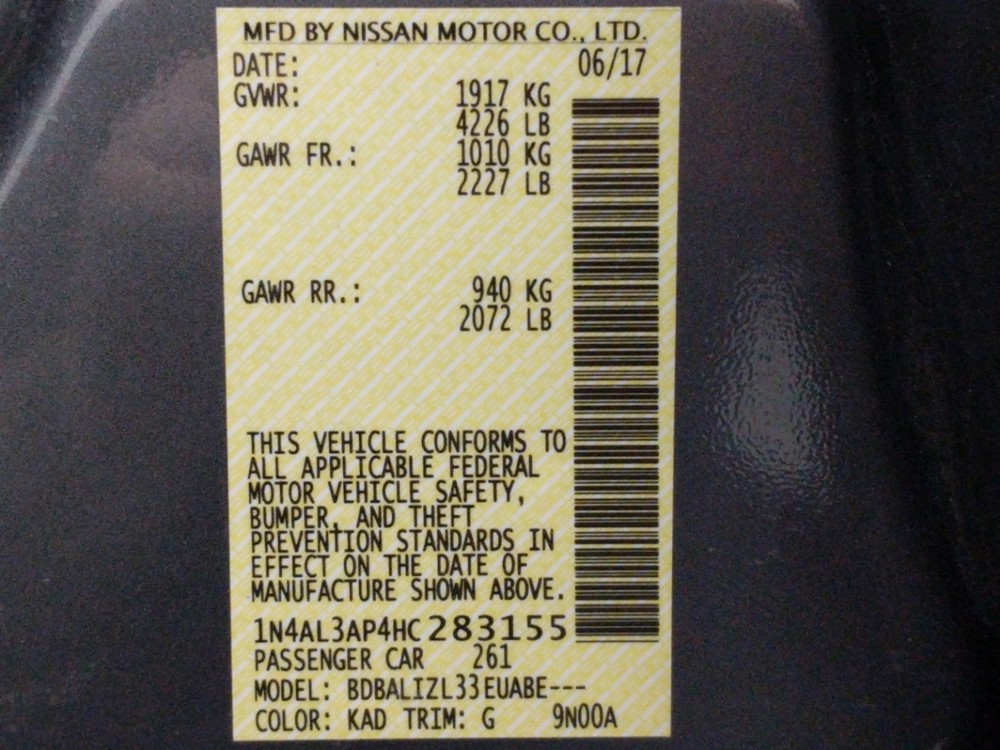 MFD BY NISSAN MOTOR CO., LTD.
DATE: 06/17
GVWR: 1917 KG
4226 LB
GAWR FR.: 1010 KG
2227 LB
GAWR RR.: 940 KG
2072 LB
THIS VEHICLE CONFORMS TO
ALL APPLICABLE FEDERAL
MOTOR VEHICLE SAFETY,
BUMPER, AND THEFT
PREVENTION STANDARDS IN
EFFECT ON THE DATE OF
MANUFACTURE SHOWN ABOVE.
1N4AL3AP4HC283155
PASSENGER CAR 261
MODEL: BDBALIZL33EUABE---
COLOR: KAD TRIM: G 9N00A